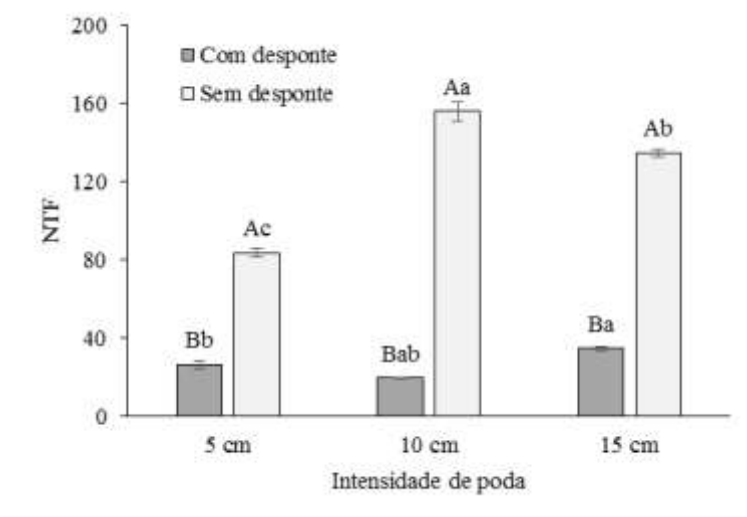 200
Com desponte
Sem desponte
160
120
80
40
0
NTF
Bb
Ac
Bab
Aa
Ba
Ab
5 cm
10 cm
15 cm
Intensidade de poda